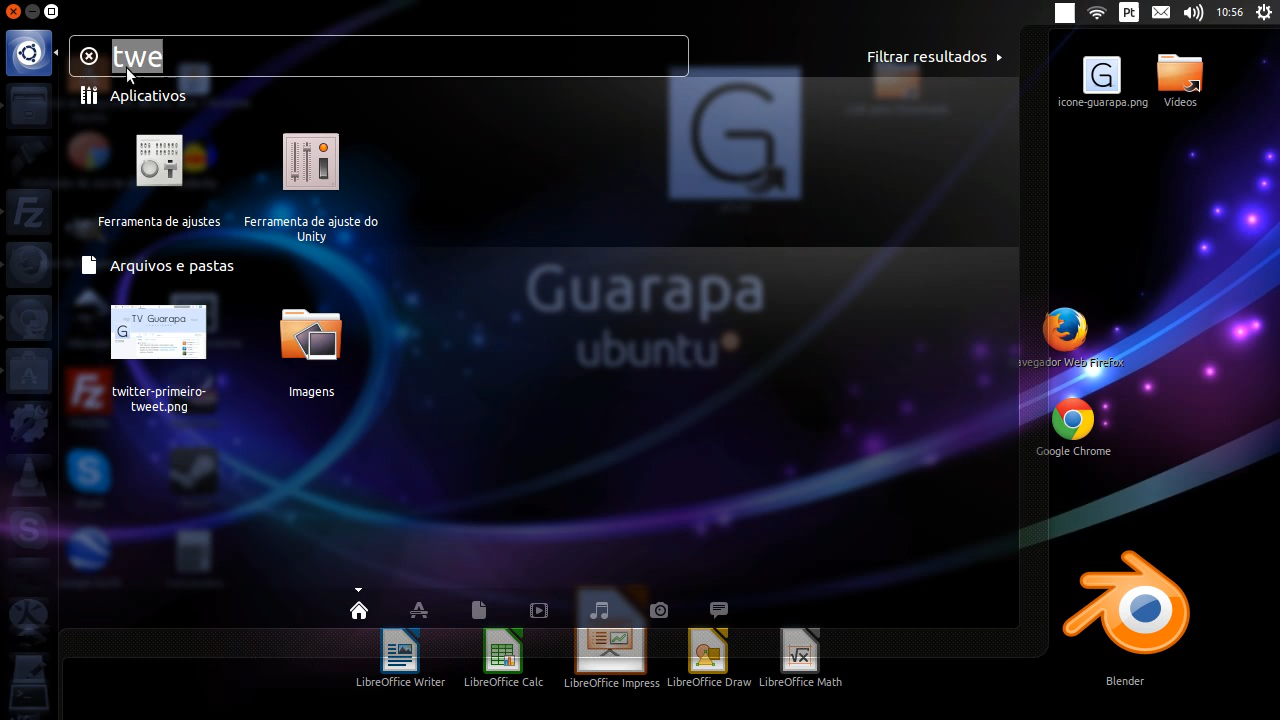 Pt
10:56
twe
Filtrar resultados
Aplicativos
G
icone-guarapa.png
Vídeos
Ferramenta de ajustes
Ferramenta de ajuste do
Unity
Arquivos e pastas
Guarapa
ubuntu
TV Guarapa
G
twitter-primeiro-
tweet.png
Imagens
avegador Web Firefox
Google Chrome
LibreOffice Writer
LibreOffice Calc
LibreOffice Impress
LibreOffice Draw
LibreOffice Math
Blender